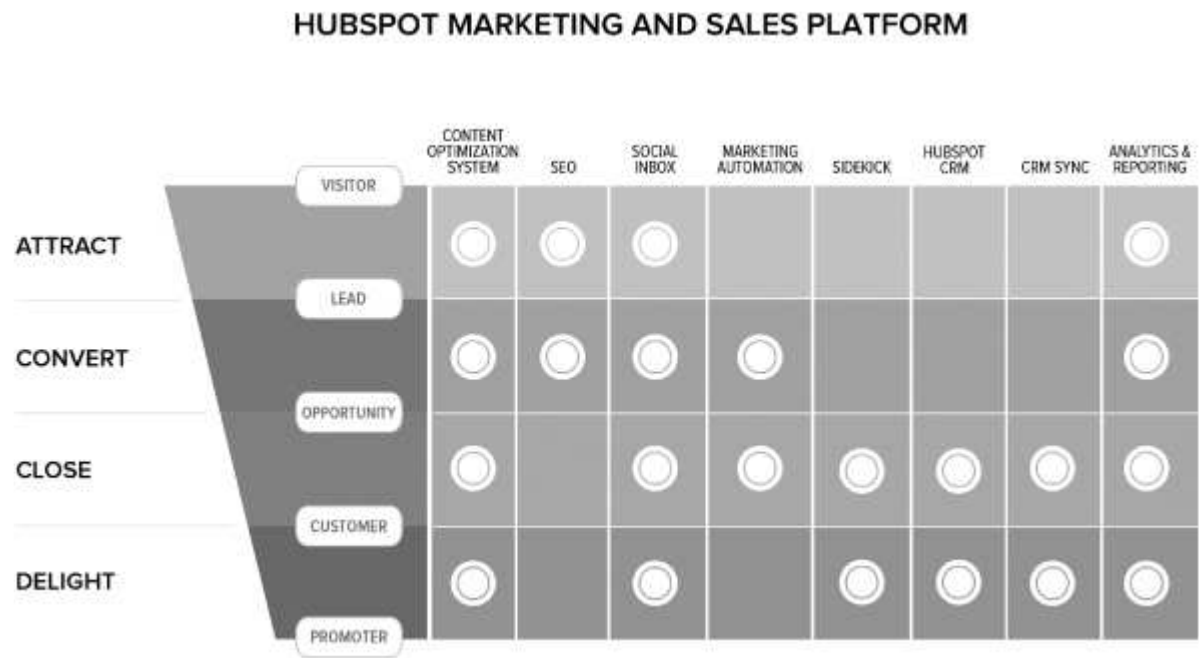 HUBSPOT MARKETING AND SALES PLATFORM
CONTENT
OPTIMIZATION
SYSTEM
SEO
SOCIAL
INBOX
MARKETING
AUTOMATION
SIDEKICK
HUBSPOT
CRM
CRM SYNC
ANALYTICS &
REPORTING
VISITOR
ATTRACT
LEAD
CONVERT
OPPORTUNITY
CLOSE
CUSTOMER
DELIGHT
PROMOTER